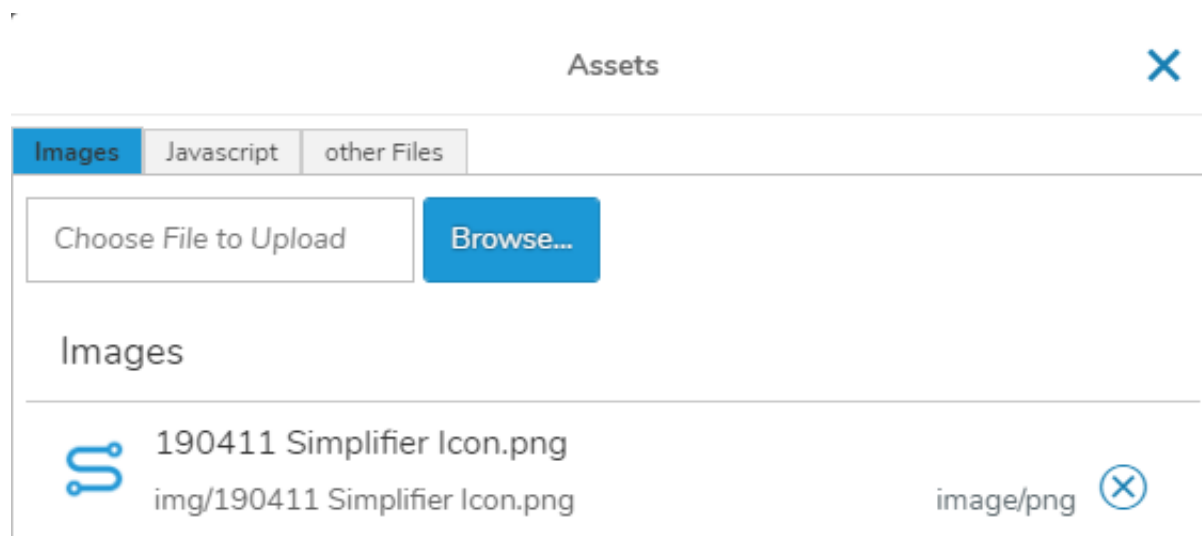 Assets
Images Javascript other Files
Choose File to Upload Browse...
Images
190411 Simplifier Icon.png
img/190411 Simplifier Icon.png image/png